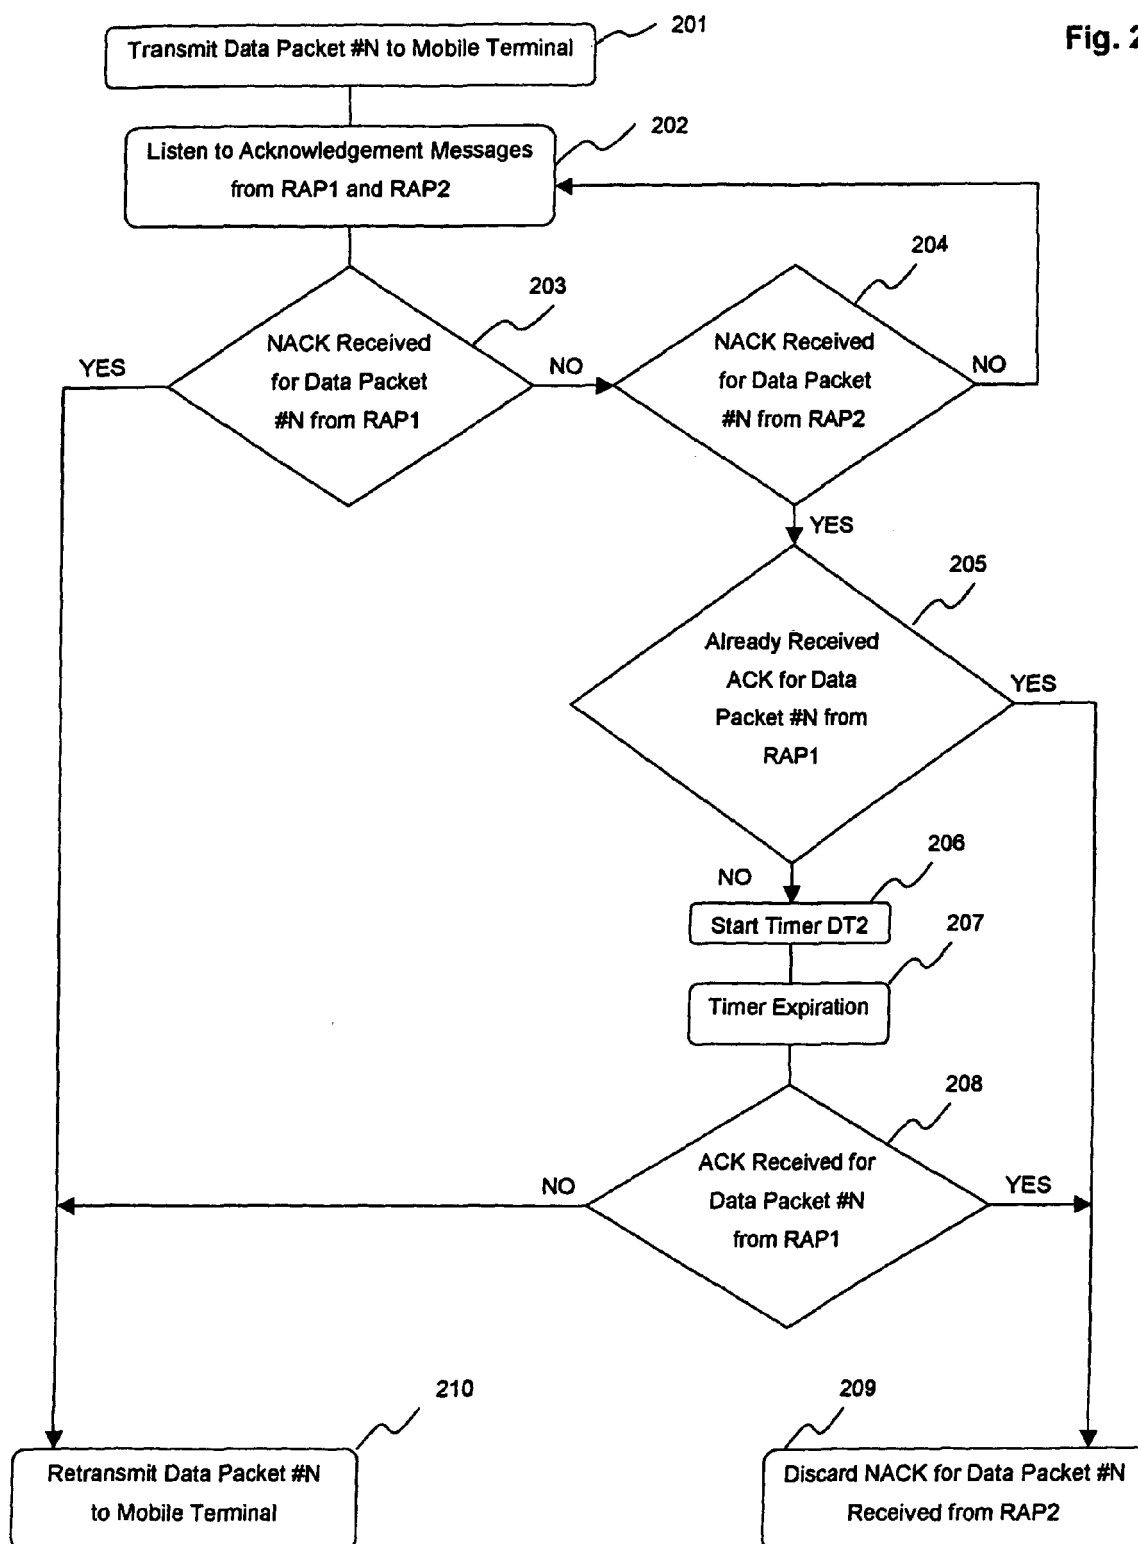 Fig. 2
201
Transmit Data Packet #N to Mobile Terminal
202
Listen to Acknowledgement Messages
from RAP1 and RAP2
203
NACK Received
for Data Packet
#N from RAP1
YES
NO
204
NACK Received
for Data Packet
#N from RAP2
NO
YES
205
Already Received
ACK for Data
Packet #N from
RAP1
YES
NO
206
Start Timer DT2
207
Timer Expiration
208
ACK Received for
Data Packet #N
from RAP1
NO
YES
210
Retransmit Data Packet #N
to Mobile Terminal
209
Discard NACK for Data Packet #N
Received from RAP2